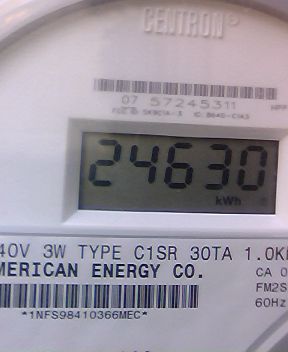 CENTRON®
07 57245311
24630
kWh
40V 3W TYPE C1SR 30TA 1.0K
MERICAN ENERGY CO.
CA 0
FM2S
60Hz
*1NFS98410366MEC*